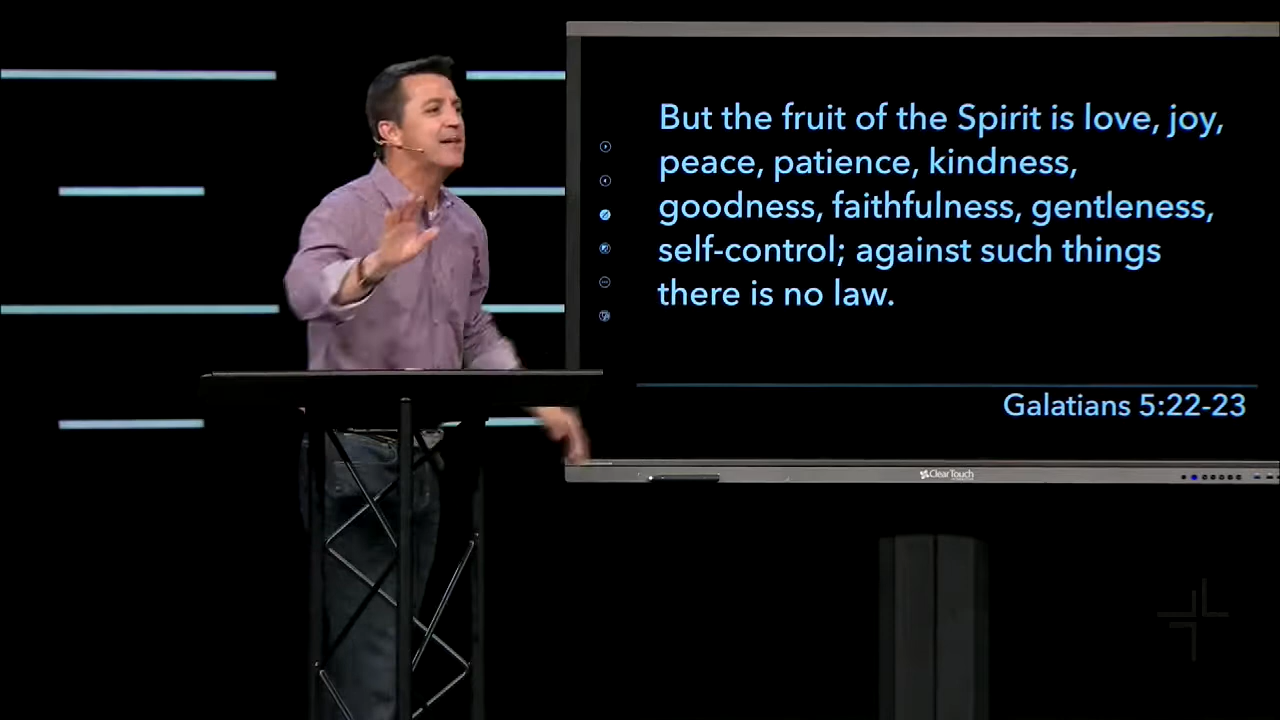 But the fruit of the Spirit is love, joy,
peace, patience, kindness,
goodness, faithfulness, gentleness,
self-control; against such things
there is no law.
Galatians 5:22-23
ClearTouch